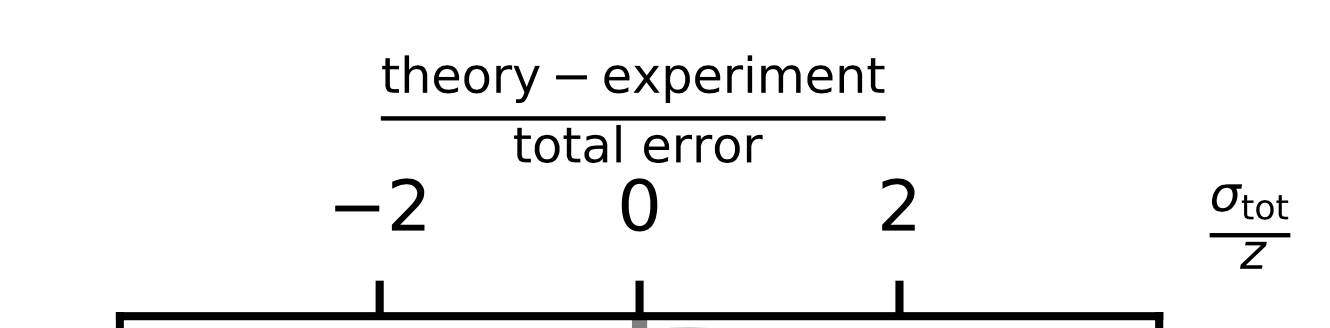 theory − experiment
total error
−2 0 2
σtot
z